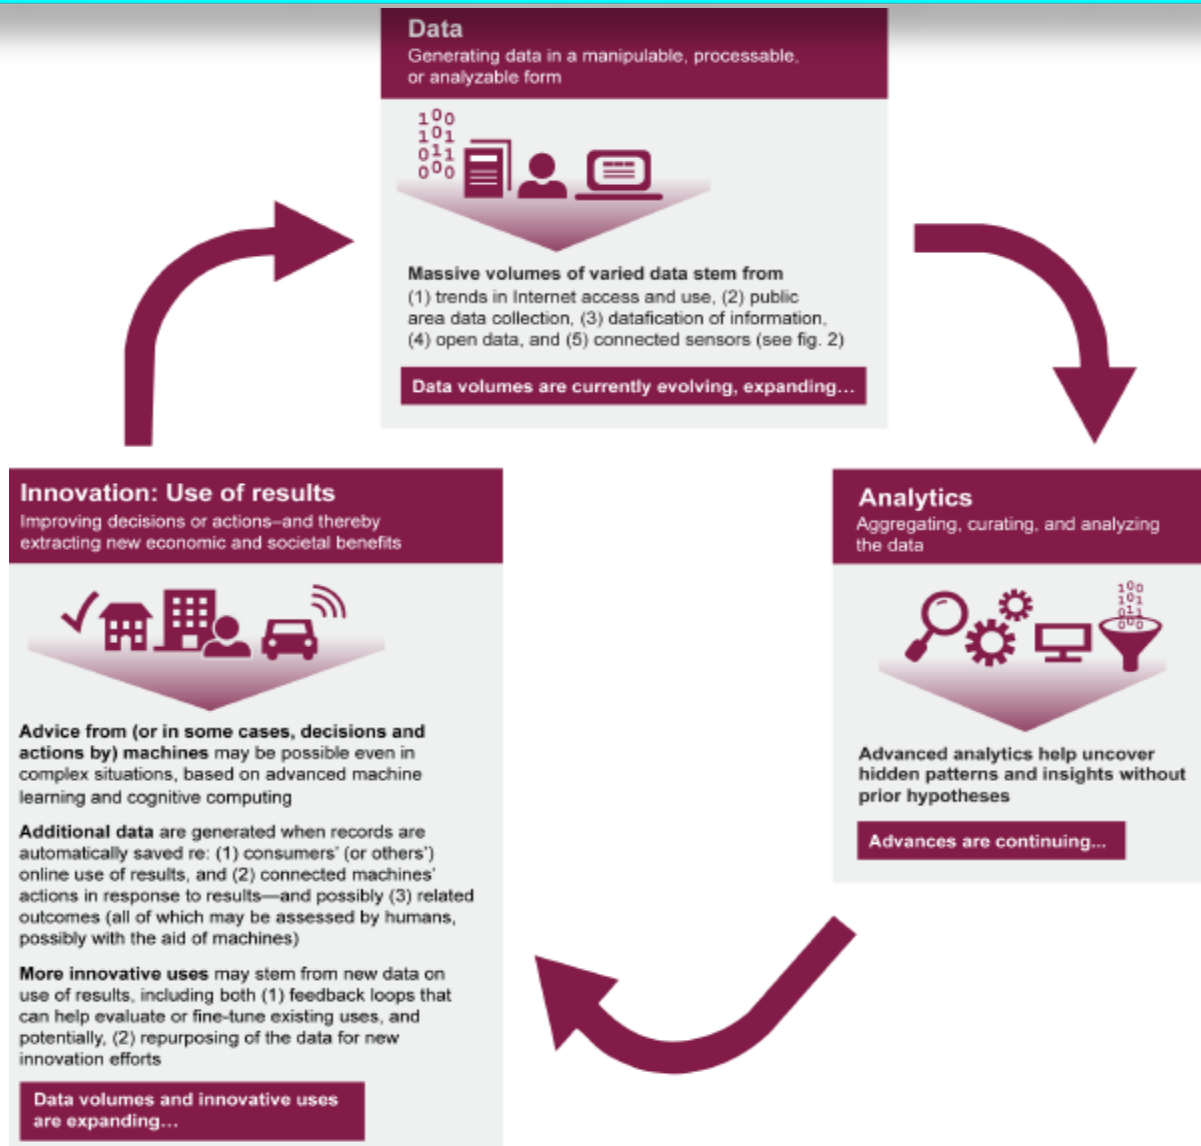 Data
Generating data in a manipulable, processable,
or analyzable form
100
101
011
000
Massive volumes of varied data stem from
(1) trends in Internet access and use, (2) public
area data collection, (3) datafication of information,
(4) open data, and (5) connected sensors (see fig. 2)
Data volumes are currently evolving, expanding…
Analytics
Aggregating, curating, and analyzing
the data
100
101
011
000
Advanced analytics help uncover
hidden patterns and insights without
prior hypotheses
Advances are continuing...
Innovation: Use of results
Improving decisions or actions–and thereby
extracting new economic and societal benefits
Advice from (or in some cases, decisions and
actions by) machines may be possible even in
complex situations, based on advanced machine
learning and cognitive computing
Additional data are generated when records are
automatically saved re: (1) consumers’ (or others’)
online use of results, and (2) connected machines’
actions in response to results—and possibly (3) related
outcomes (all of which may be assessed by humans,
possibly with the aid of machines)
More innovative uses may stem from new data on
use of results, including both (1) feedback loops that
can help evaluate or fine-tune existing uses, and
potentially, (2) repurposing of the data for new
innovation efforts
Data volumes and innovative uses
are expanding…